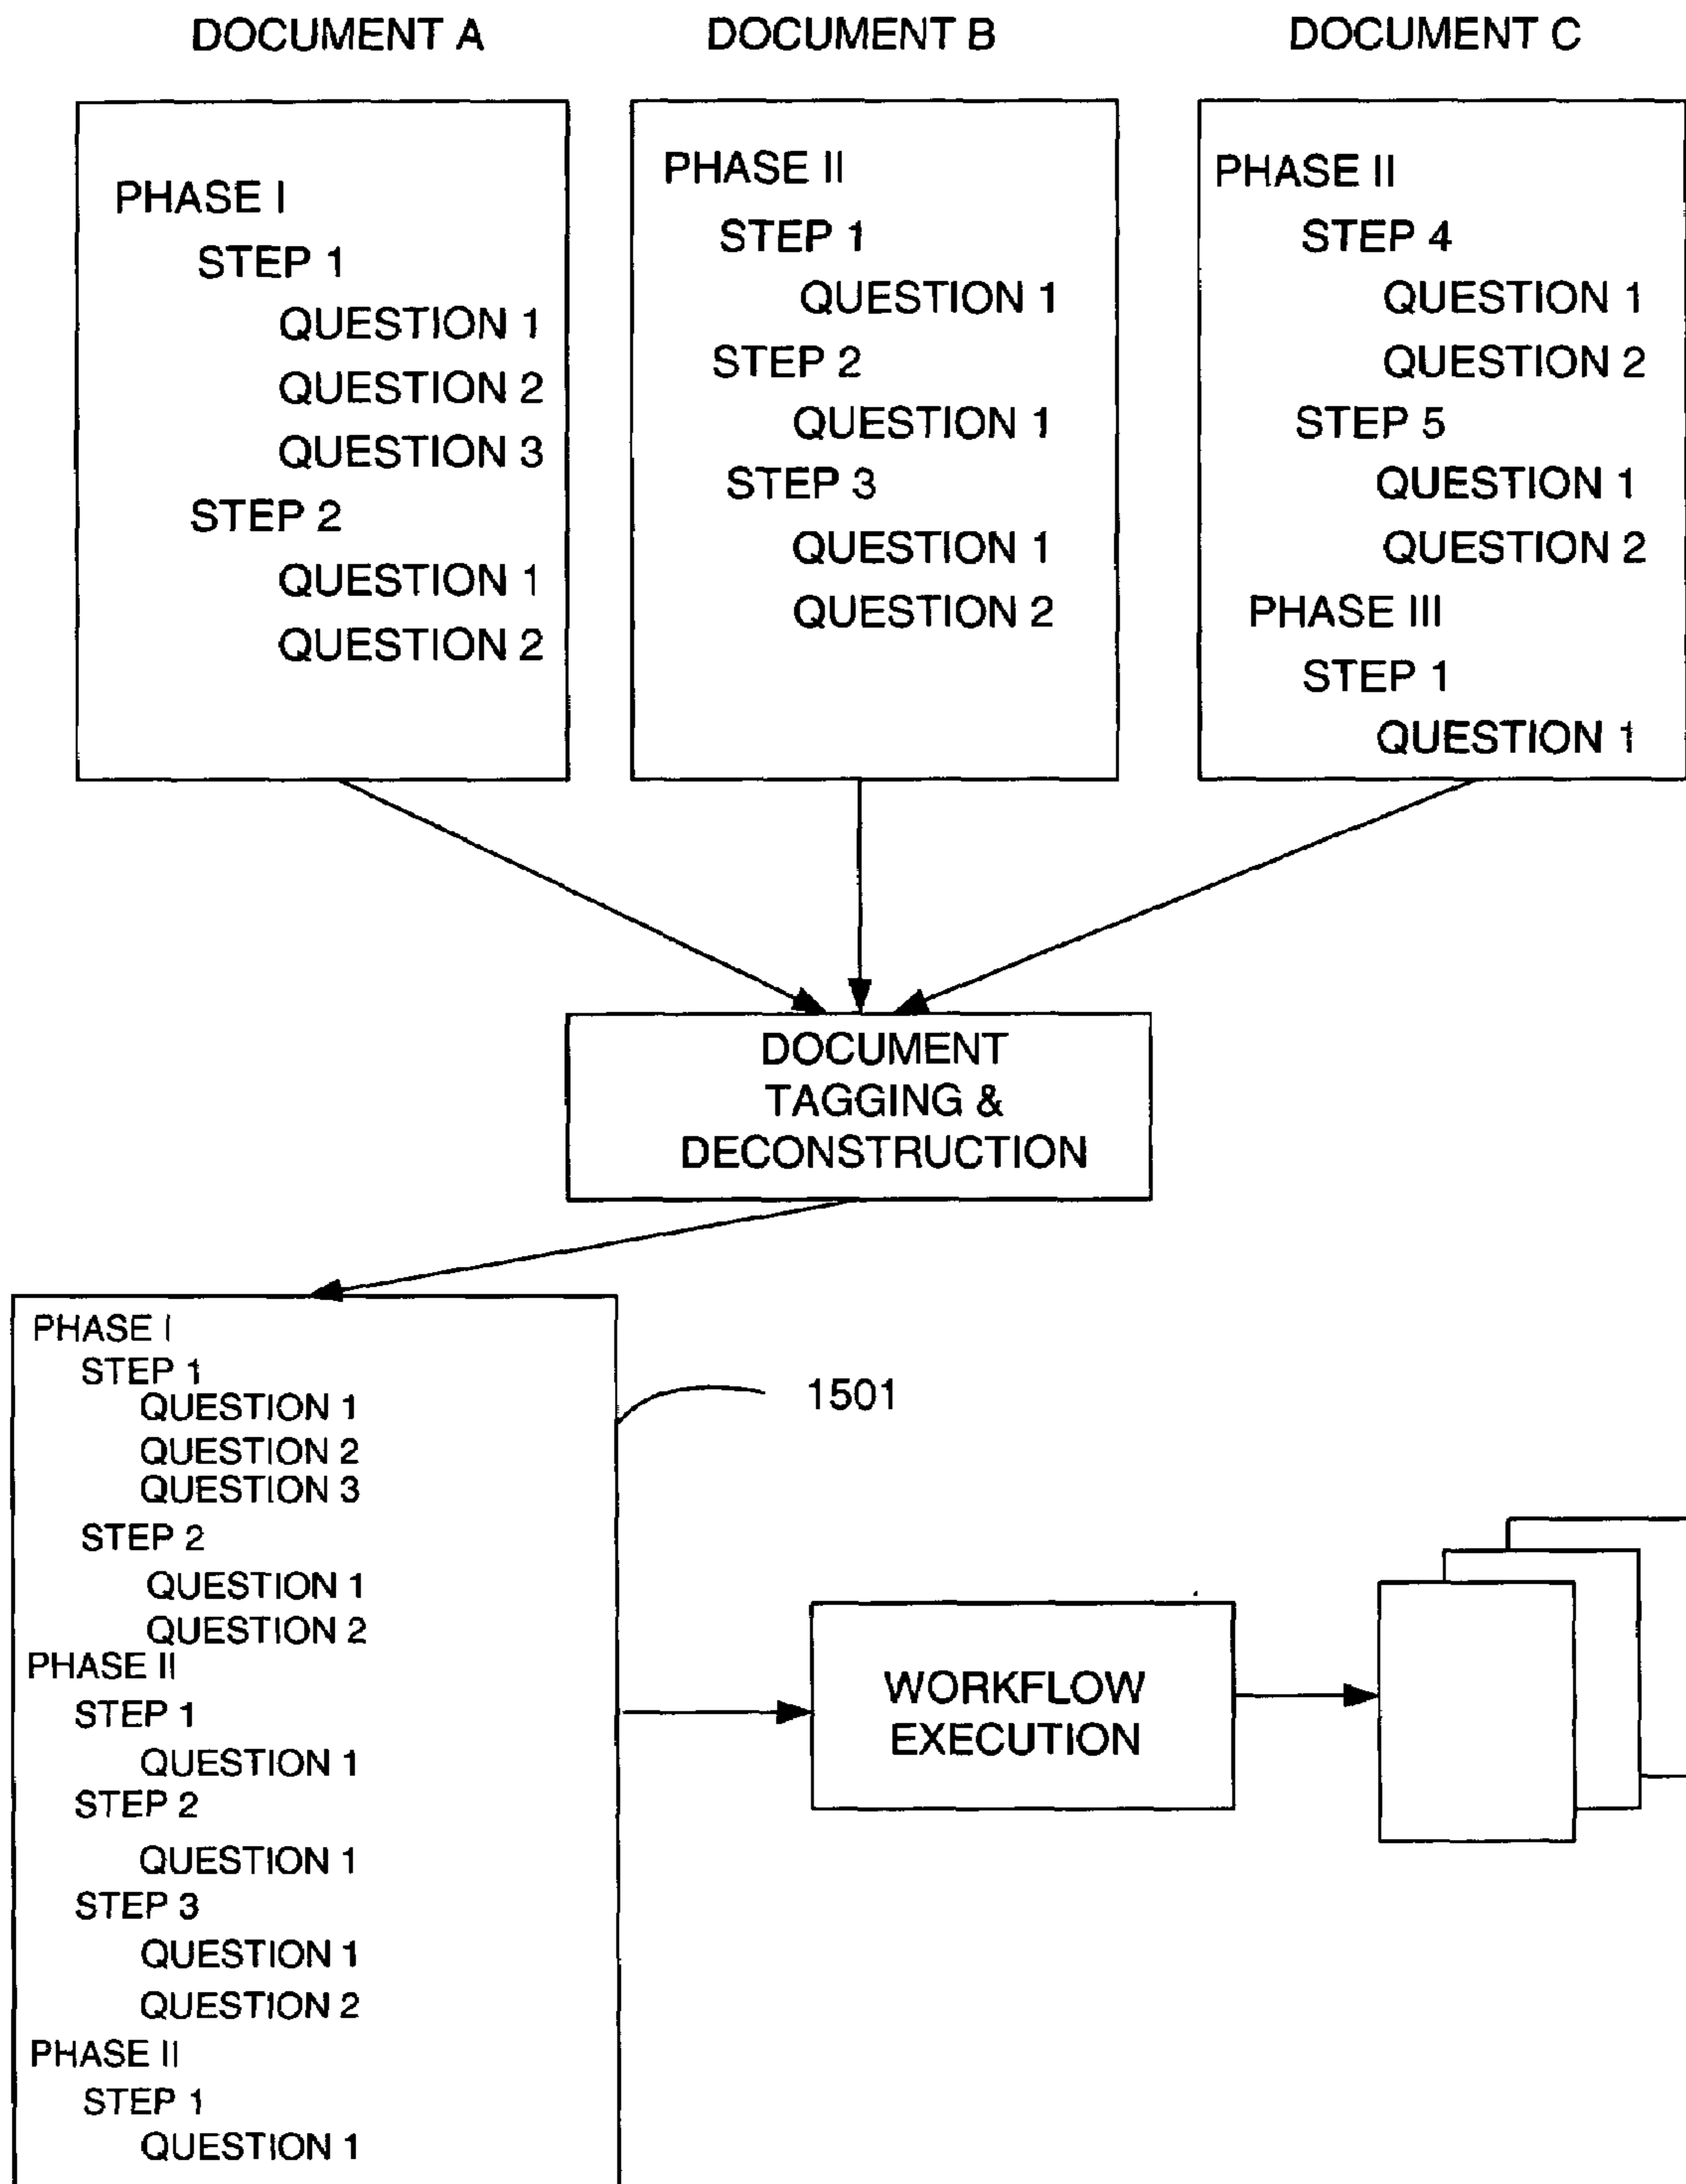 DOCUMENT A
PHASE I
STEP 1
QUESTION 1
QUESTION 2
QUESTION 3
STEP 2
QUESTION 1
QUESTION 2
DOCUMENT B
PHASE II
STEP 1
QUESTION 1
STEP 2
QUESTION 1
STEP 3
QUESTION 1
QUESTION 2
DOCUMENT C
PHASE II
STEP 4
QUESTION 1
QUESTION 2
STEP 5
QUESTION 1
QUESTION 2
PHASE III
STEP 1
QUESTION 1
DOCUMENT
TAGGING &
DECONSTRUCTION
PHASE I
STEP 1
QUESTION 1
QUESTION 2
QUESTION 3
STEP 2
QUESTION 1
QUESTION 2
PHASE II
STEP 1
QUESTION 1
STEP 2
QUESTION 1
STEP 3
QUESTION 1
QUESTION 2
PHASE II
STEP 1
QUESTION 1
1501
WORKFLOW
EXECUTION